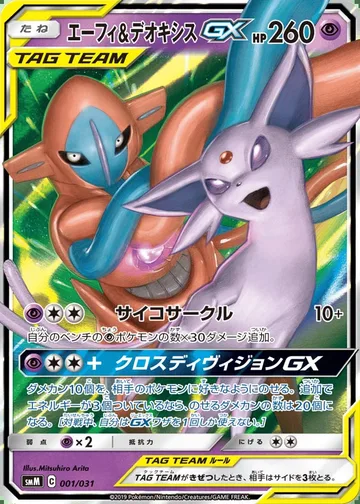 たね エーフィ&デオキシス GX HP 260
TAG TEAM
サイコサークル 10+
自分のベンチのポケモンの数×30ダメージ追加。
+ クロスディヴィジョンGX
ダメカン10個を、相手のポケモンに好きなようにのせる。追加で
エネルギーが3個ついているなら、のせるダメカンの数は20個に
なる。[対戦中、自分はGXワザを1回しか使えない。]
弱点 ×2 抵抗力 にげる
Illus.Mitsuhiro Arita
TAG TEAM ルール
TAG TEAMがきぜつしたとき、相手はサイドを3枚とる。
SMM C 001/031
©2019 Pokémon/Nintendo/Creatures/GAME FREAK.